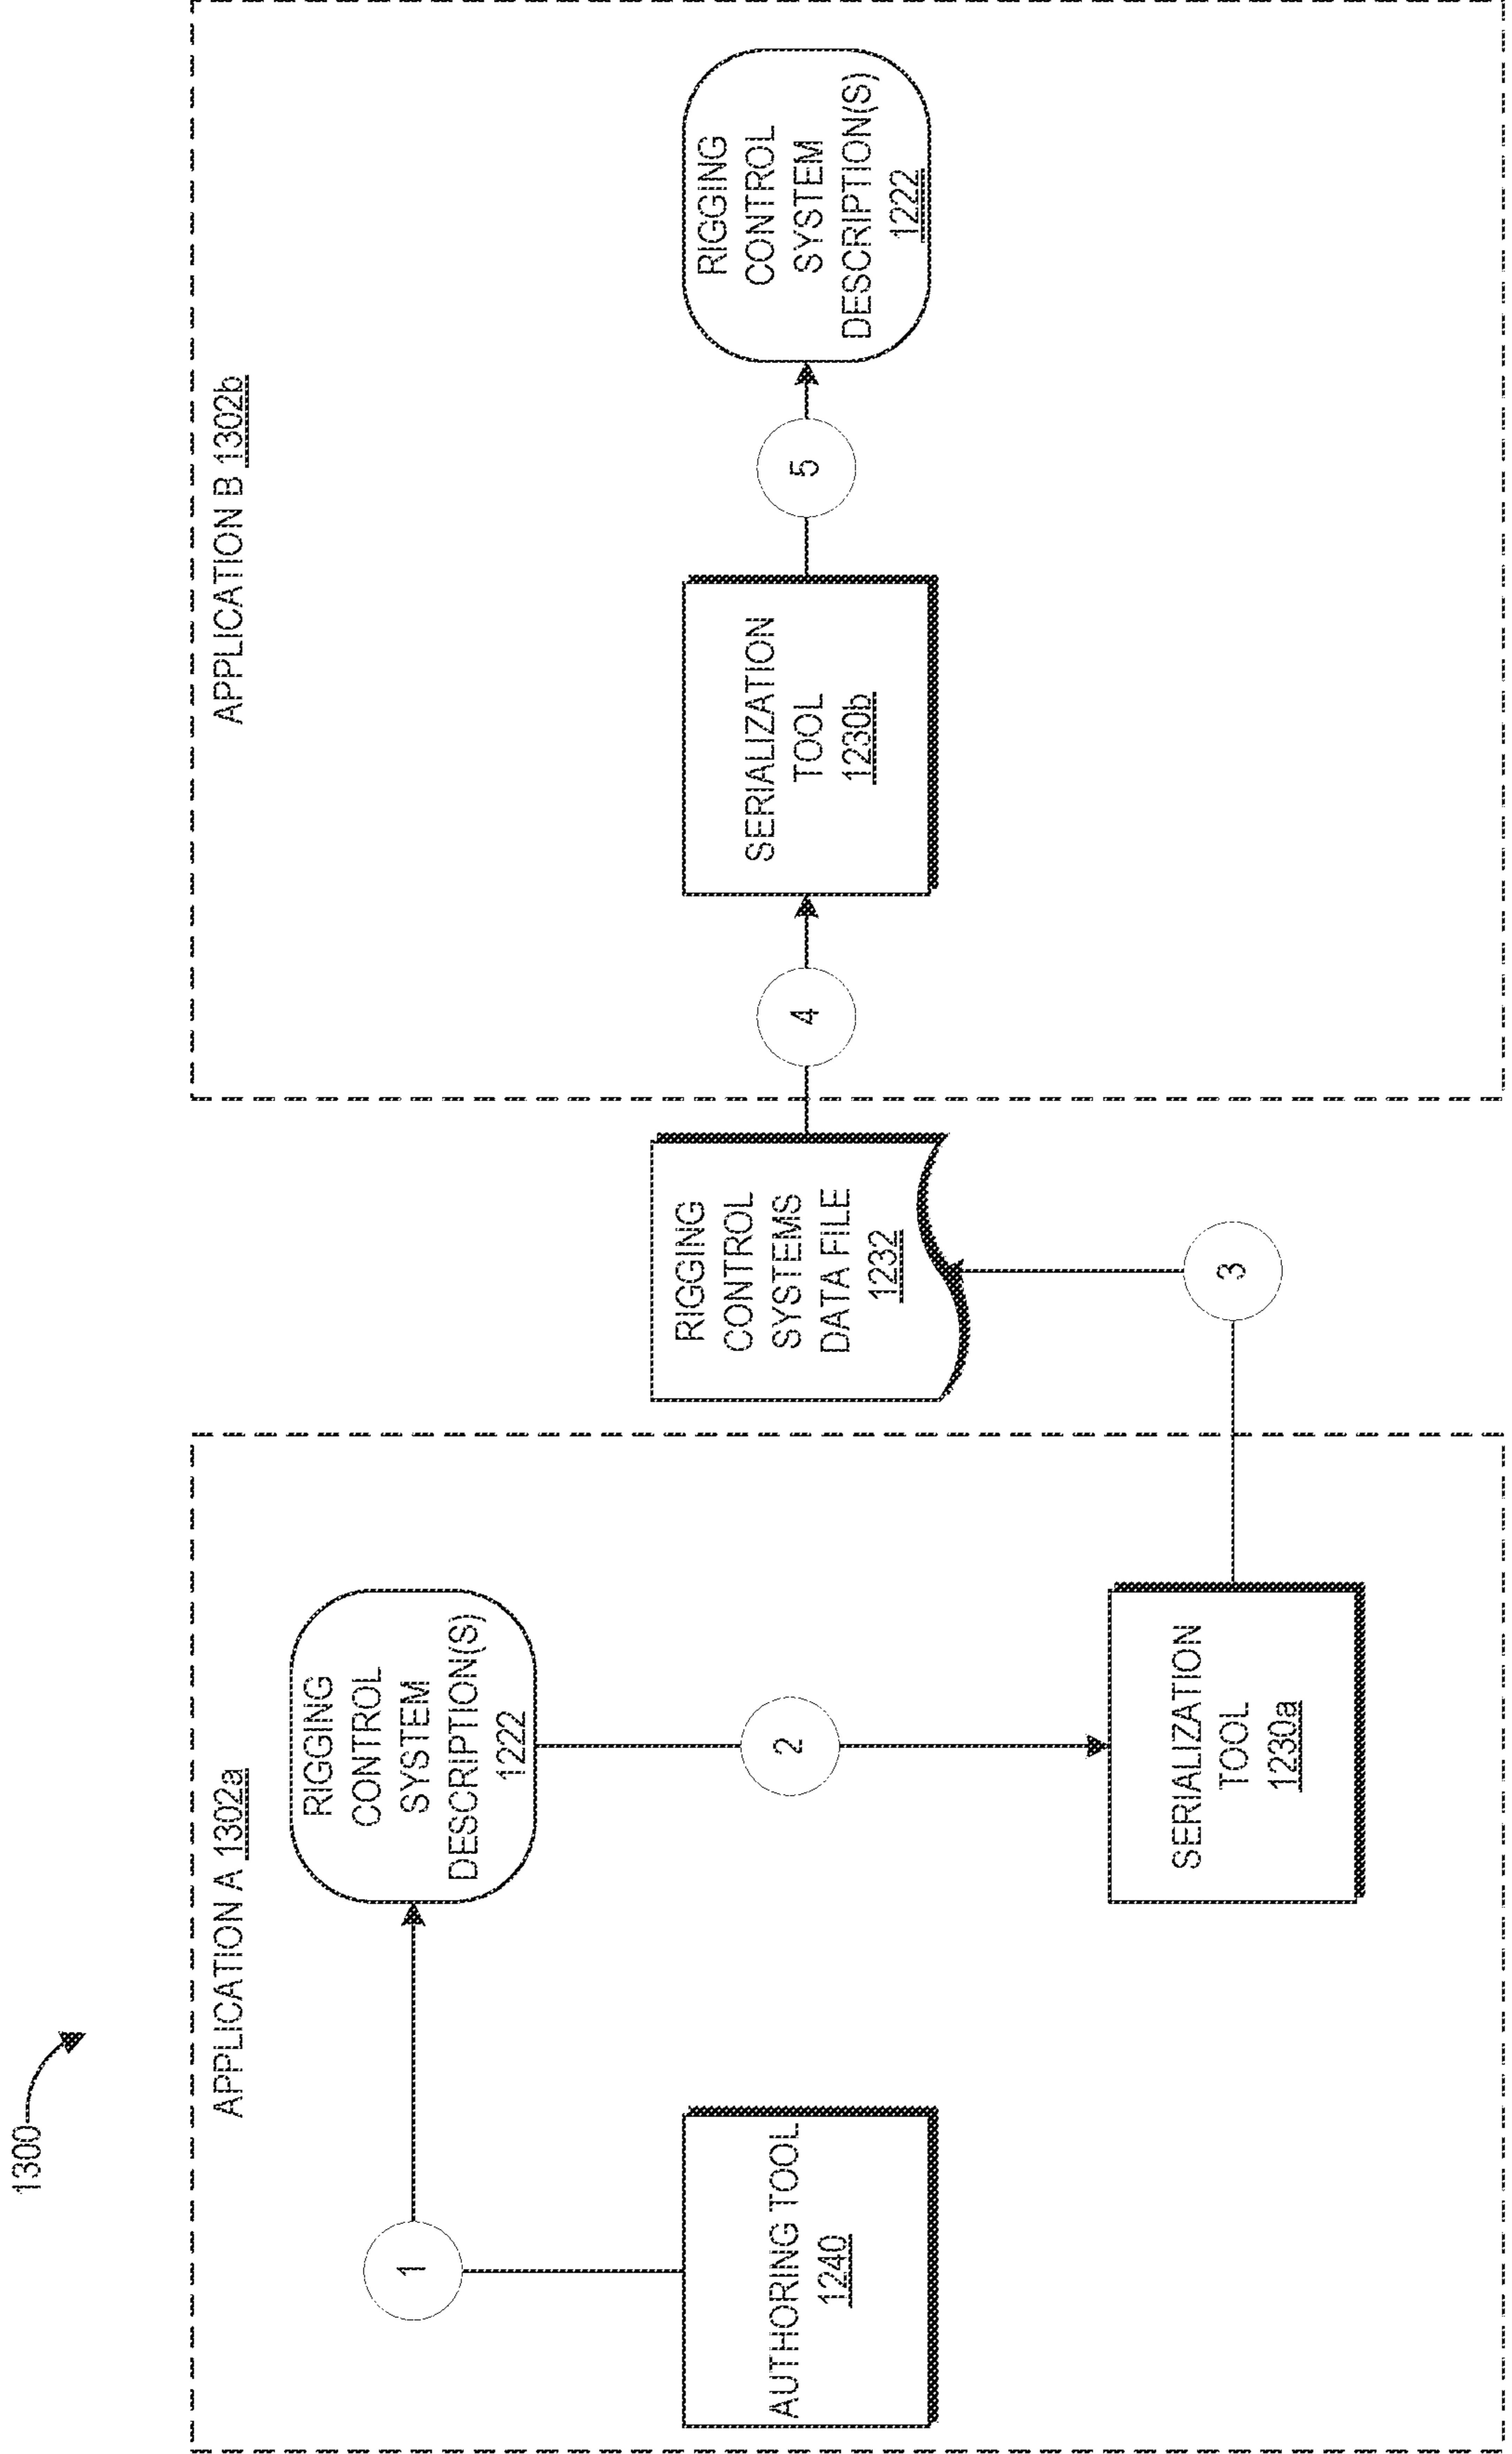 1300
APPLICATION A 1302a
AUTHORING TOOL
1240
1
RIGGING
CONTROL
SYSTEM
DESCRIPTION(S)
1222
2
SERIALIZATION
TOOL
1230a
3
RIGGING
CONTROL
SYSTEMS
DATA FILE
1232
APPLICATION B 1302b
4
SERIALIZATION
TOOL
1230b
5
RIGGING
CONTROL
SYSTEM
DESCRIPTION(S)
1222